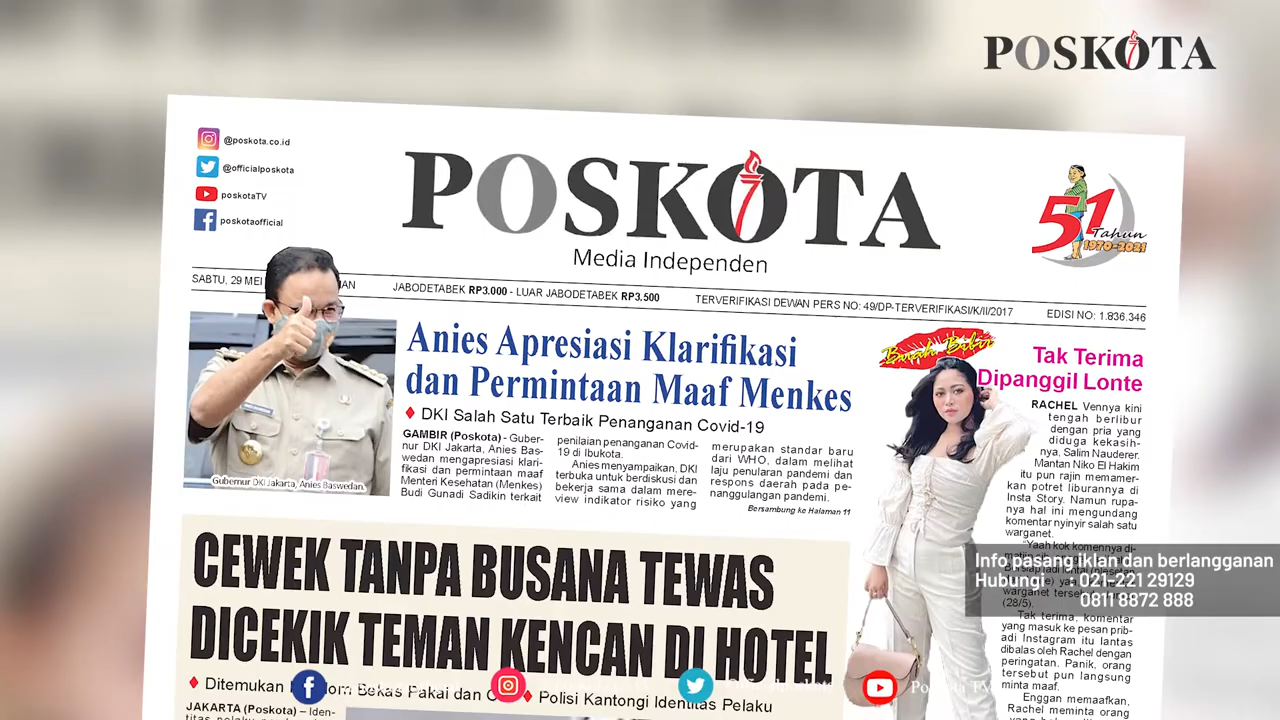 POSKOTA
@poskota.co.id
@officialposkota
poskotaTV
poskotaofficial
POSKOTA
Media Independen
51
Tahun
1970-2021
SABTU, 29 MEI
JABODETABEK RP3.000 - LUAR JABODETABEK RP3.500
TERVERIFIKASI DEWAN PERS NO: 49/DP-TERVERIFIKASI/K/II/2017
EDISI NO: 1.836.346
Gubernur DKI Jakarta, Anies Baswedan.
Anies Apresiasi Klarifikasi
dan Permintaan Maaf Menkes
DKI Salah Satu Terbaik Penanganan Covid-19
GAMBIR (Poskota) - Guber-
nur DKI Jakarta, Anies Bas-
wedan mengapresiasi klari-
fikasi dan permintaan maaf
Menteri Kesehatan (Menkes)
Budi Gunadi Sadikin terkait
penilaian penanganan Covid-
19 di Ibukota.
Anies menyampaikan, DKI
terbuka untuk berdiskusi dan
bekerja sama dalam mere-
view indikator risiko yang
merupakan standar baru
dari WHO, dalam melihat
laju penularan pandemi dan
respons daerah pada pe-
nanggulangan pandemi.
Bersambung ke Halaman 11
Buah Bibir
Tak Terima
Dipanggil Lonte
RACHEL Vennya kini
tengah berlibur
dengan pria yang
diduga kekasih-
nya, Salim Nauderer.
Mantan Niko El Hakim
itu pun rajin memamer-
kan potret liburannya di
Insta Story. Namun rupa-
nya hal ini mengundang
komentar nyinyir salah satu
warganet.
"Yaah kok komennya di-
warganet
(28/5).
Tak terima, komentar
yang masuk ke pesan prib-
adi Instagram itu lantas
dibalas oleh Rachel dengan
peringatan. Panik, orang
tersebut pun langsung
minta maaf.
Enggan memaafkan,
Rachel meminta orang
Info pasang iklan dan berlangganan
Hubungi : 021-221 29129
0811 8872 888
CEWEK TANPA BUSANA TEWAS
DICEKIK TEMAN KENCAN DI HOTEL
Ditemukan Bekas Pakai dan
Polisi Kantongi Identitas Pelaku
JAKARTA (Poskota) – Iden-
Poskota TV